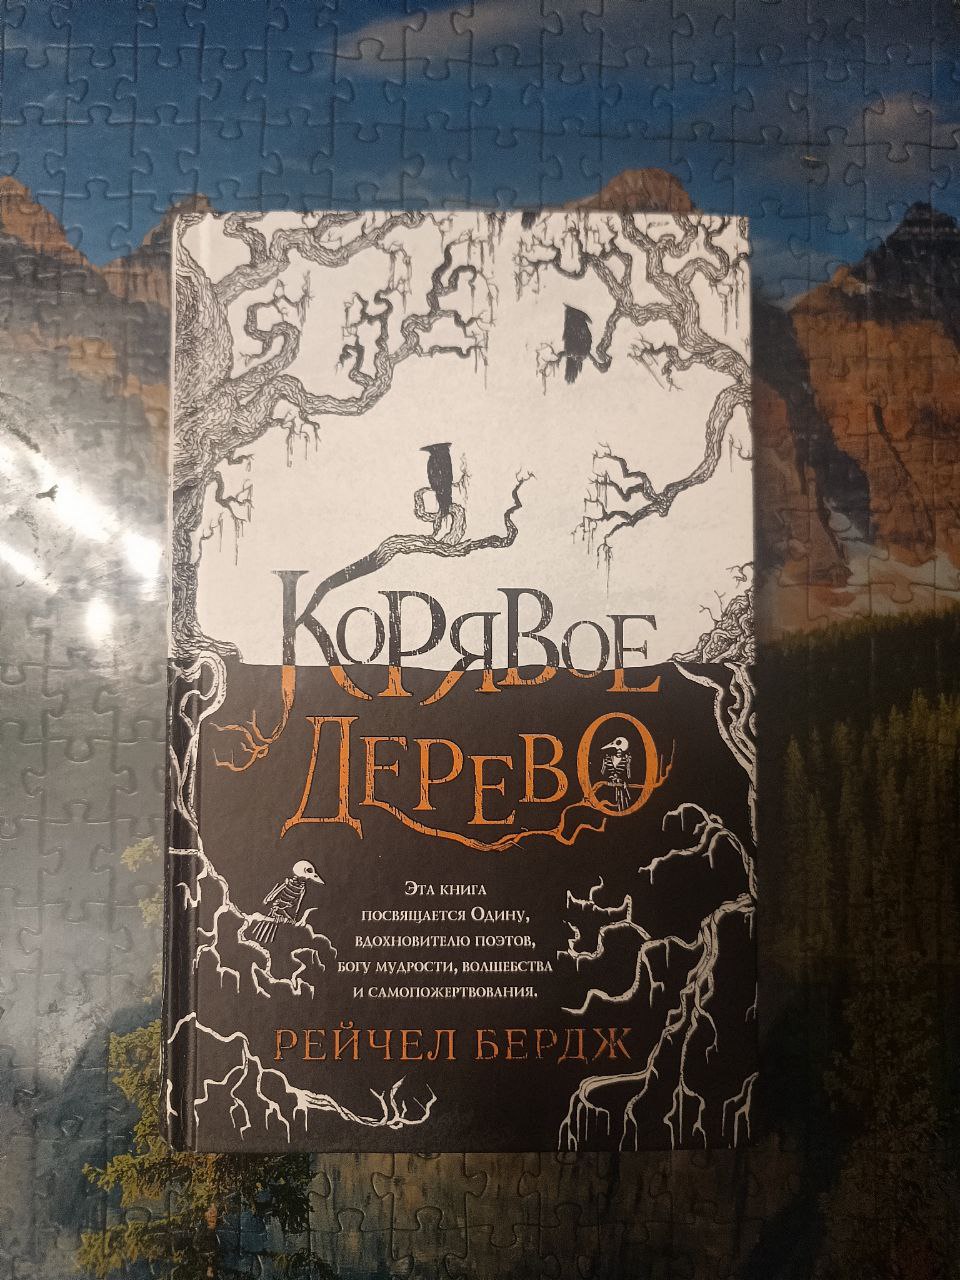 Корявое
Дерево
Эта книга
посвящается Одину,
вдохновителю поэтов,
богу мудрости, волшебства
и самопожертвования.
Рейчел Бердж